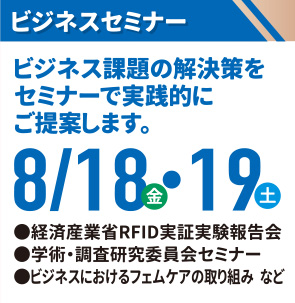 ビジネスセミナー
ビジネス課題の解決策を
セミナーで実践的に
ご提案します。
8/18金・19土
●経済産業省RFID実証実験報告会
●学術・調査研究委員会セミナー
●ビジネスにおけるフェムケアの取り組み など